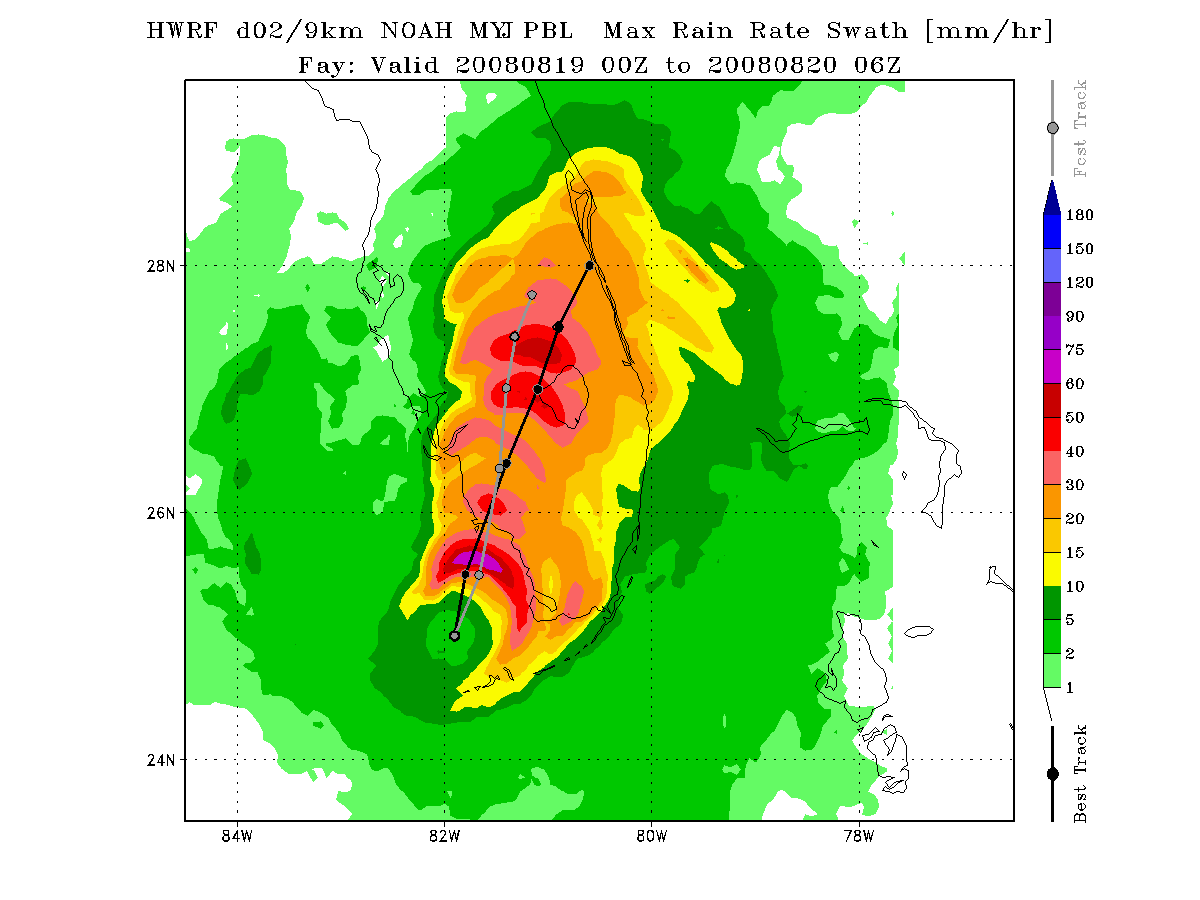 HWRF d02/9km NOAH MYJ PBL  Max Rain Rate Swath [mm/hr]
Fay: Valid 20080819 00Z to 20080820 06Z
Fcst Track
180
150
120
90
75
60
50
40
30
20
15
10
5
2
1
Best Track
28N
26N
24N
84W
82W
80W
78W